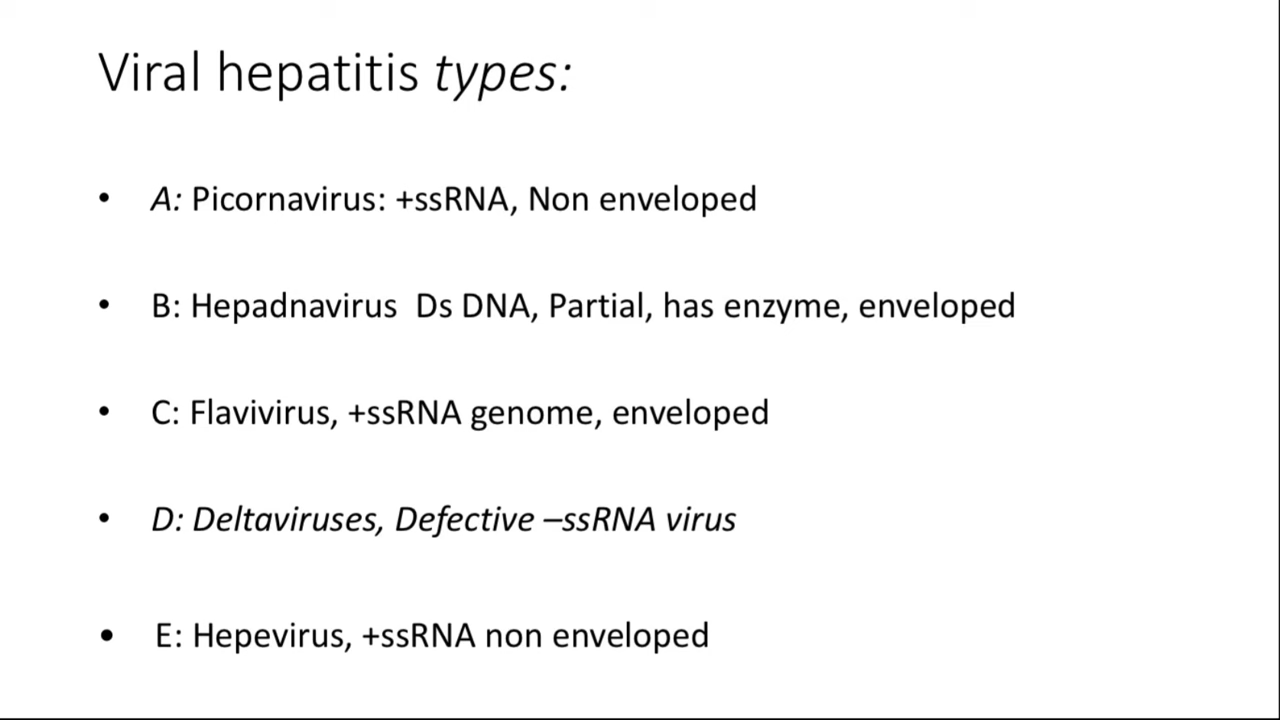 Viral hepatitis types:
• A: Picornavirus: +ssRNA, Non enveloped
• B: Hepadnavirus  Ds DNA, Partial, has enzyme, enveloped
• C: Flavivirus, +ssRNA genome, enveloped
• D: Deltaviruses, Defective –ssRNA virus
• E: Hepevirus, +ssRNA non enveloped